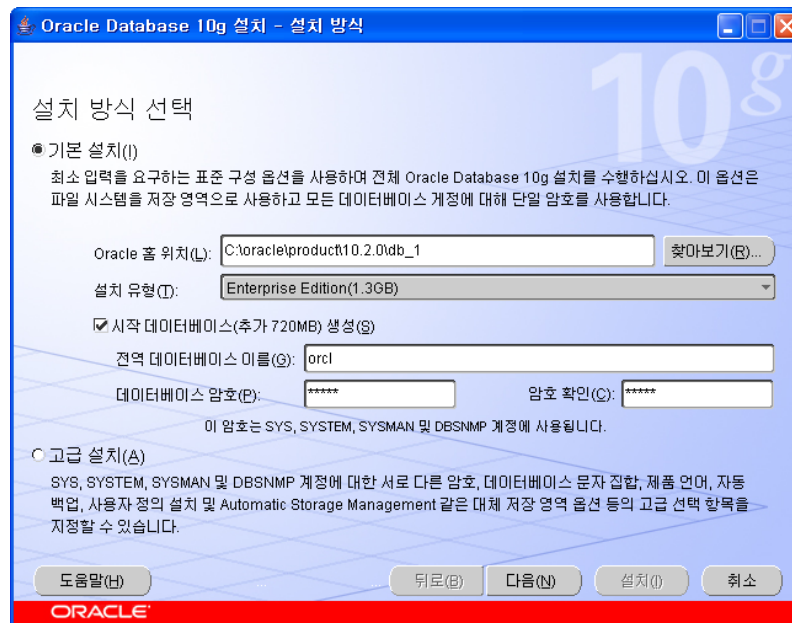 Oracle Database 10g 설치 - 설치 방식
10g
설치 방식 선택
기본 설치(I)
최소 입력을 요구하는 표준 구성 옵션을 사용하며 전체 Oracle Database 10g 설치를 수행하십시오. 이 옵션은
파일 시스템을 저장 영역으로 사용하고 모든 데이터베이스 계정에 대해 단일 암호를 사용합니다.
Oracle 홈 위치(L): C:\oracle\product\10.2.0\db_1 찾아보기(R)...
설치 유형(T): Enterprise Edition(1.3GB)
시작 데이터베이스(추가 720MB) 생성(S)
전역 데이터베이스 이름(G): orcl
데이터베이스 암호(P): ***** 암호 확인(C): *****
이 암호는 SYS, SYSTEM, SYSMAN 및 DBSNMP 계정에 사용됩니다.
고급 설치(A)
SYS, SYSTEM, SYSMAN 및 DBSNMP 계정에 대한 서로 다른 암호, 데이터베이스 문자 집합, 제품 언어, 자동
백업, 사용자 정의 설치 및 Automatic Storage Management 같은 대체 저장 영역 옵션 등의 고급 선택 항목을
지정할 수 있습니다.
도움말(H) 뒤로(B) 다음(N) 설치(I) 취소
ORACLE